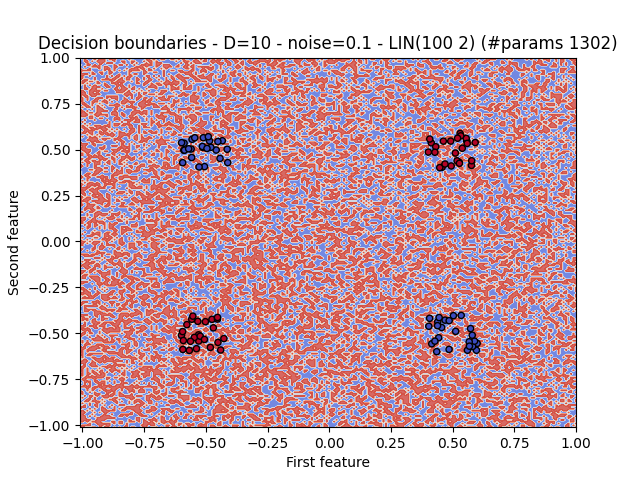 Decision boundaries - D=10 - noise=0.1 - LIN(100 2) (#params 1302)
1.00
0.75
0.50
0.25
0.00
−0.25
−0.50
−0.75
−1.00
Second feature
−1.00 −0.75 −0.50 −0.25 0.00 0.25 0.50 0.75 1.00
First feature